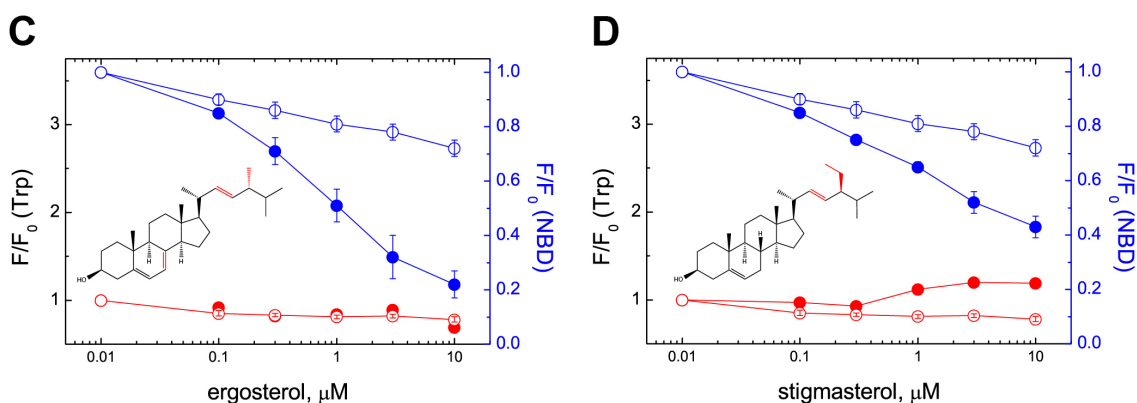 C
D
F/F0 (Trp)
3
2
1
1.0
0.8
0.6
0.4
0.2
0.0
F/F0 (NBD)
HO
H
H
0.01
0.1
1
10
ergosterol, μM
F/F0 (Trp)
3
2
1
1.0
0.8
0.6
0.4
0.2
0.0
F/F0 (NBD)
HO
H
H
H
0.01
0.1
1
10
stigmasterol, μM